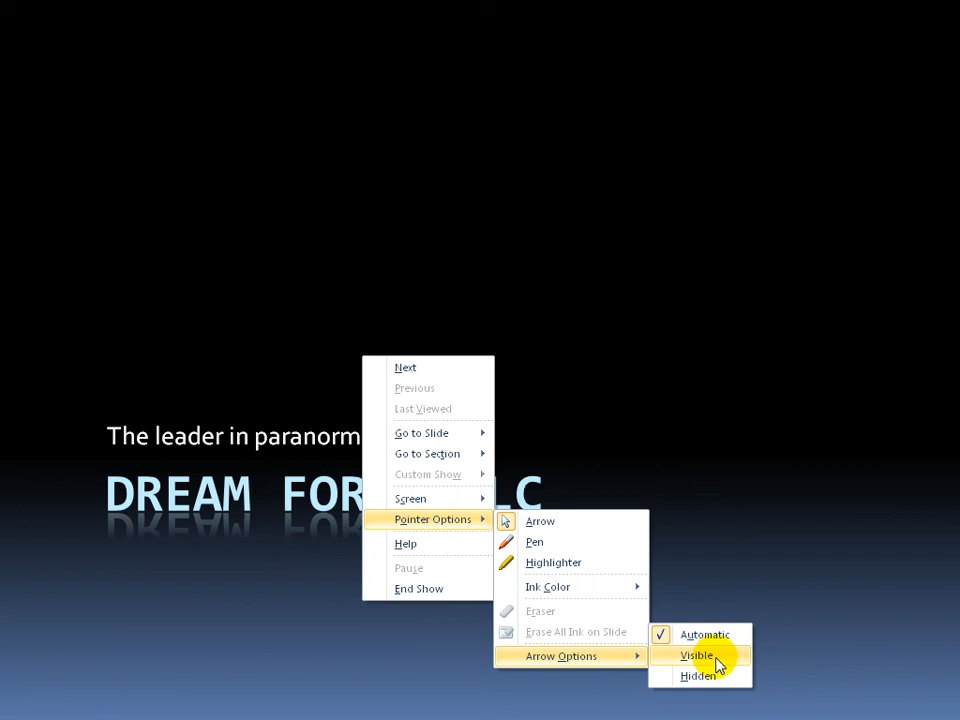 Next
Previous
Last Viewed
The leader in paranorm
Go to Slide
Go to Section
Custom Show
DREAM FOR LC
Screen
Pointer Options
Help
Pause
End Show
Arrow
Pen
Highlighter
Ink Color
Eraser
Erase All Ink on Slide
Arrow Options
Automatic
Visible
Hidden